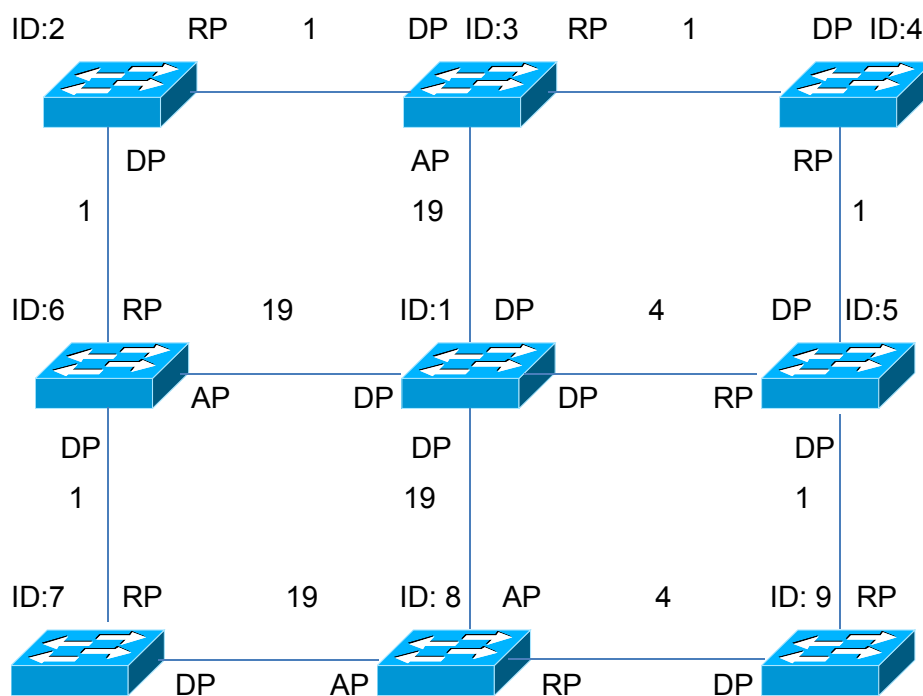 ID:2 RP 1 DP ID:3 RP 1 DP ID:4
DP AP RP
1 19 1
ID:6 RP 19 ID:1 DP 4 DP ID:5
AP DP DP RP
DP DP DP
1 19 1
ID:7 RP 19 ID: 8 AP 4 ID: 9 RP
DP AP RP DP